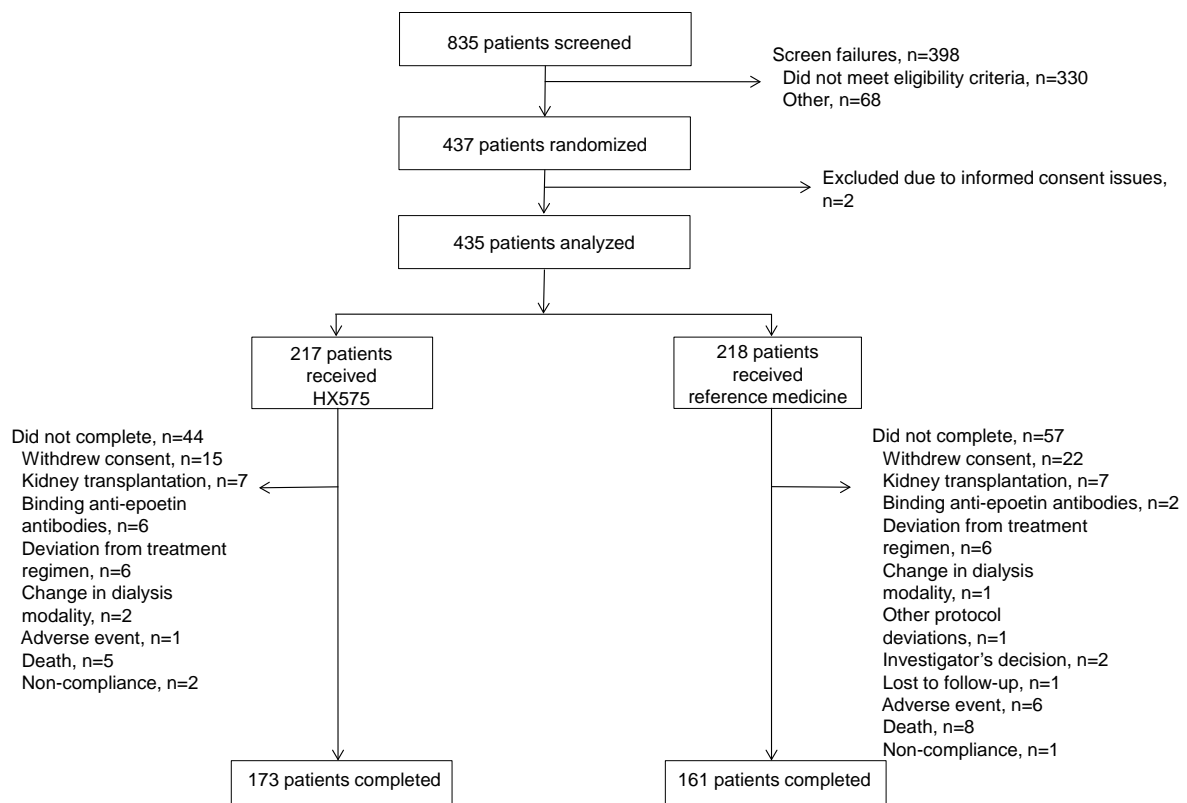 835 patients screened
Screen failures, n=398
Did not meet eligibility criteria, n=330
Other, n=68
437 patients randomized
Excluded due to informed consent issues,
n=2
435 patients analyzed
217 patients
received
HX575
218 patients
received
reference medicine
Did not complete, n=44
Withdrew consent, n=15
Kidney transplantation, n=7
Binding anti-epoetin
antibodies, n=6
Deviation from treatment
regimen, n=6
Change in dialysis
modality, n=2
Adverse event, n=1
Death, n=5
Non-compliance, n=2
Did not complete, n=57
Withdrew consent, n=22
Kidney transplantation, n=7
Binding anti-epoetin antibodies, n=2
Deviation from treatment
regimen, n=6
Change in dialysis
modality, n=1
Other protocol
deviations, n=1
Investigator's decision, n=2
Lost to follow-up, n=1
Adverse event, n=6
Death, n=8
Non-compliance, n=1
173 patients completed
161 patients completed